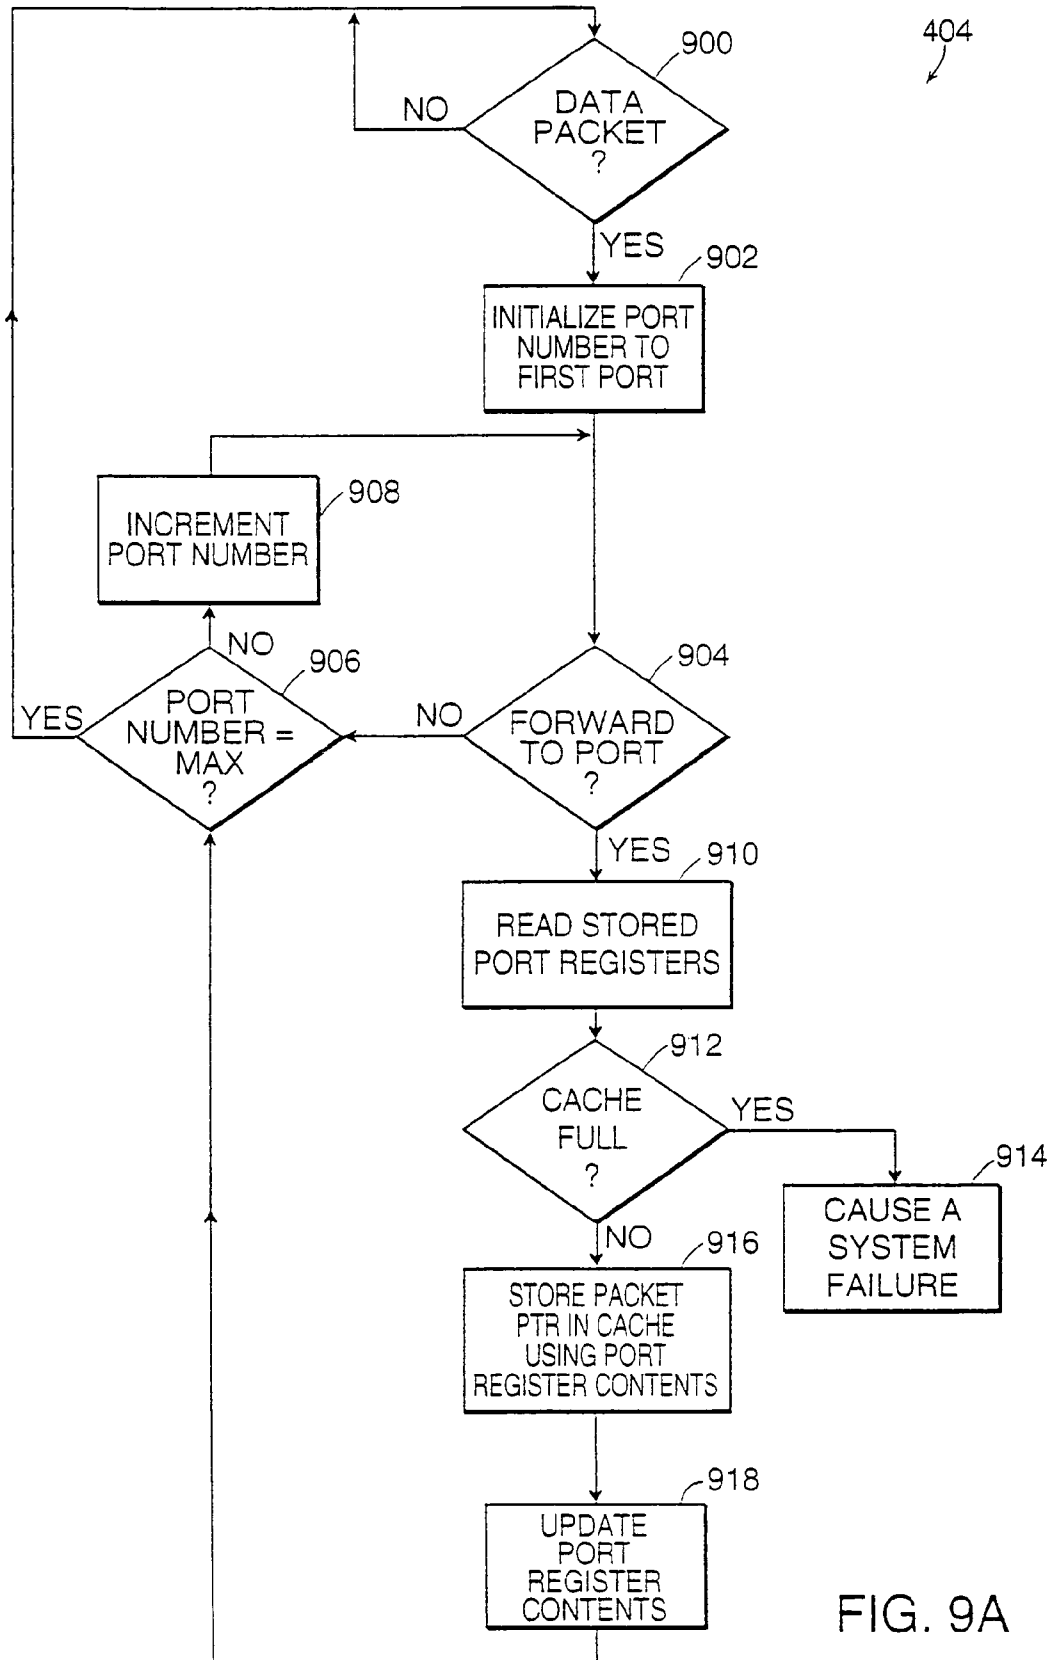 404
900
DATA
PACKET
?
NO
YES
902
INITIALIZE PORT
NUMBER TO
FIRST PORT
908
INCREMENT
PORT NUMBER
NO
906
PORT
NUMBER =
MAX
?
YES
904
NO
FORWARD
TO PORT
?
YES
910
READ STORED
PORT REGISTERS
912
CACHE
FULL
?
YES
914
CAUSE A
SYSTEM
FAILURE
NO
916
STORE PACKET
PTR IN CACHE
USING PORT
REGISTER CONTENTS
918
UPDATE
PORT
REGISTER
CONTENTS
FIG. 9A